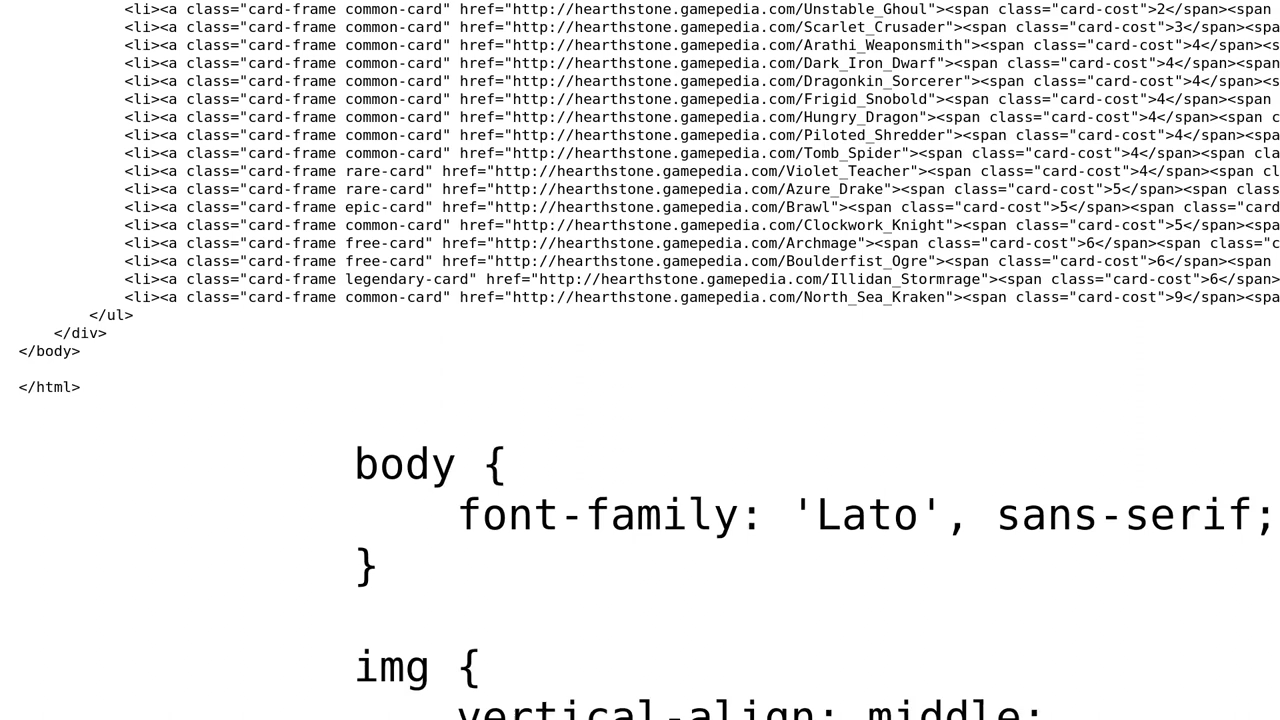 <li><a class="card-frame common-card" href="http://hearthstone.gamepedia.com/Unstable_Ghoul"><span class="card-cost">2</span><span
<li><a class="card-frame common-card" href="http://hearthstone.gamepedia.com/Scarlet_Crusader"><span class="card-cost">3</span><spa
<li><a class="card-frame common-card" href="http://hearthstone.gamepedia.com/Arathi_Weaponsmith"><span class="card-cost">4</span><s
<li><a class="card-frame common-card" href="http://hearthstone.gamepedia.com/Dark_Iron_Dwarf"><span class="card-cost">4</span><span
<li><a class="card-frame common-card" href="http://hearthstone.gamepedia.com/Dragonkin_Sorcerer"><span class="card-cost">4</span><s
<li><a class="card-frame common-card" href="http://hearthstone.gamepedia.com/Frigid_Snobold"><span class="card-cost">4</span><span
<li><a class="card-frame common-card" href="http://hearthstone.gamepedia.com/Hungry_Dragon"><span class="card-cost">4</span><span c
<li><a class="card-frame common-card" href="http://hearthstone.gamepedia.com/Piloted_Shredder"><span class="card-cost">4</span><spa
<li><a class="card-frame common-card" href="http://hearthstone.gamepedia.com/Tomb_Spider"><span class="card-cost">4</span><span cla
<li><a class="card-frame rare-card" href="http://hearthstone.gamepedia.com/Violet_Teacher"><span class="card-cost">4</span><span cl
<li><a class="card-frame rare-card" href="http://hearthstone.gamepedia.com/Azure_Drake"><span class="card-cost">5</span><span class
<li><a class="card-frame epic-card" href="http://hearthstone.gamepedia.com/Brawl"><span class="card-cost">5</span><span class="card
<li><a class="card-frame common-card" href="http://hearthstone.gamepedia.com/Clockwork_Knight"><span class="card-cost">5</span><spa
<li><a class="card-frame free-card" href="http://hearthstone.gamepedia.com/Archmage"><span class="card-cost">6</span><span class="c
<li><a class="card-frame free-card" href="http://hearthstone.gamepedia.com/Boulderfist_Ogre"><span class="card-cost">6</span><span
<li><a class="card-frame legendary-card" href="http://hearthstone.gamepedia.com/Illidan_Stormrage"><span class="card-cost">6</span>
<li><a class="card-frame common-card" href="http://hearthstone.gamepedia.com/North_Sea_Kraken"><span class="card-cost">9</span><spa
</ul>
</div>
</body>
</html>
body {
font-family: 'Lato', sans-serif;
}
img {
vertical-align: middle;